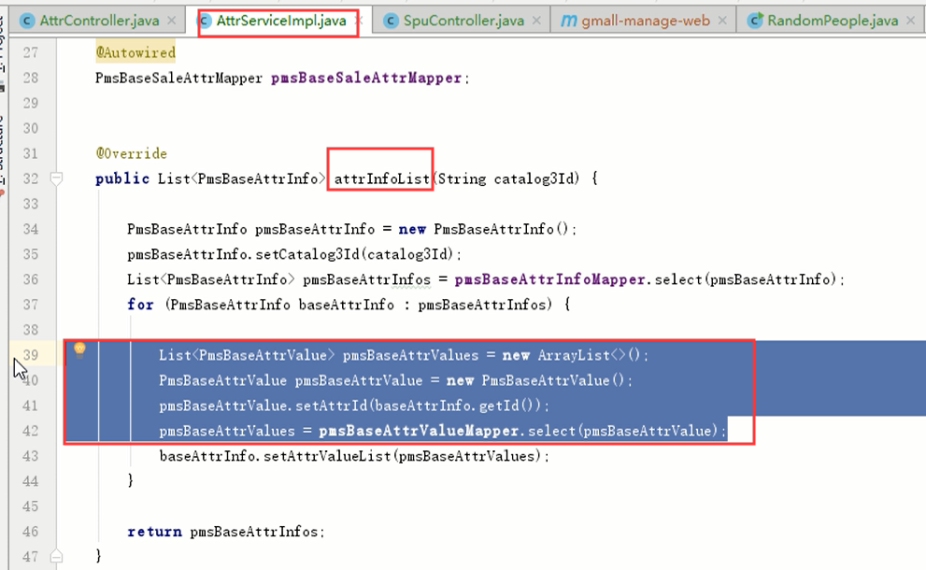 AttrController.java × AttrServiceImpl.java × SpuController.java × gmall-manage-web × RandomPeople.java ×
27 @Autowired
28 PmsBaseSaleAttrMapper pmsBaseSaleAttrMapper;
29
30
31 @Override
32 public List<PmsBaseAttrInfo> attrInfoList(String catalog3Id) {
33
34 PmsBaseAttrInfo pmsBaseAttrInfo = new PmsBaseAttrInfo();
35 pmsBaseAttrInfo.setCatalog3Id(catalog3Id);
36 List<PmsBaseAttrInfo> pmsBaseAttrInfos = pmsBaseAttrInfoMapper.select(pmsBaseAttrInfo);
37 for (PmsBaseAttrInfo baseAttrInfo : pmsBaseAttrInfos) {
38
39 List<PmsBaseAttrValue> pmsBaseAttrValues = new ArrayList<>();
40 PmsBaseAttrValue pmsBaseAttrValue = new PmsBaseAttrValue();
41 pmsBaseAttrValue.setAttrId(baseAttrInfo.getId());
42 pmsBaseAttrValues = pmsBaseAttrValueMapper.select(pmsBaseAttrValue);
43 baseAttrInfo.setAttrValueList(pmsBaseAttrValues);
44 }
45
46 return pmsBaseAttrInfos;
47 }